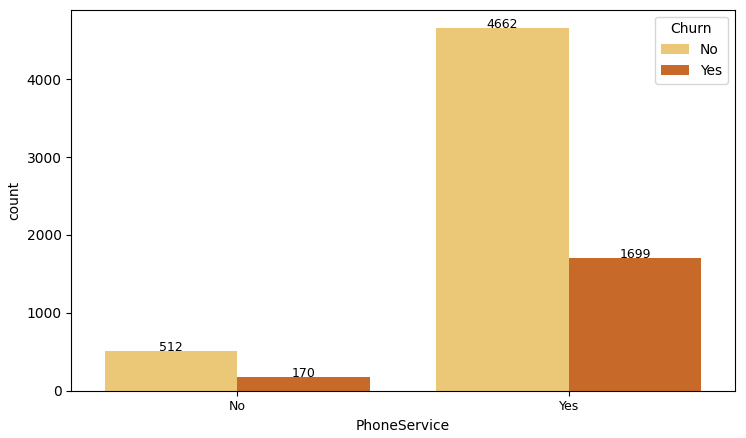 4662
Churn
No
Yes
4000
3000
2000
1699
1000
512
170
0
No
Yes
count
PhoneService